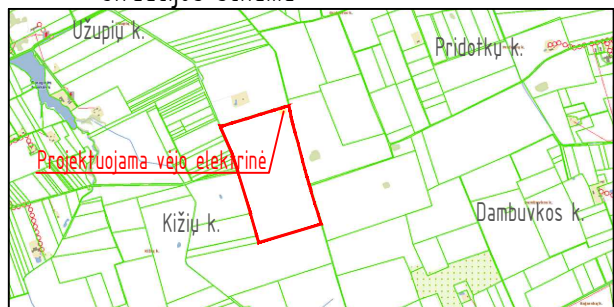 Užupių k.
Pridotkų k.
Projektuojama vėjo elektrinė
Kižių k.
Dambuvkos k.